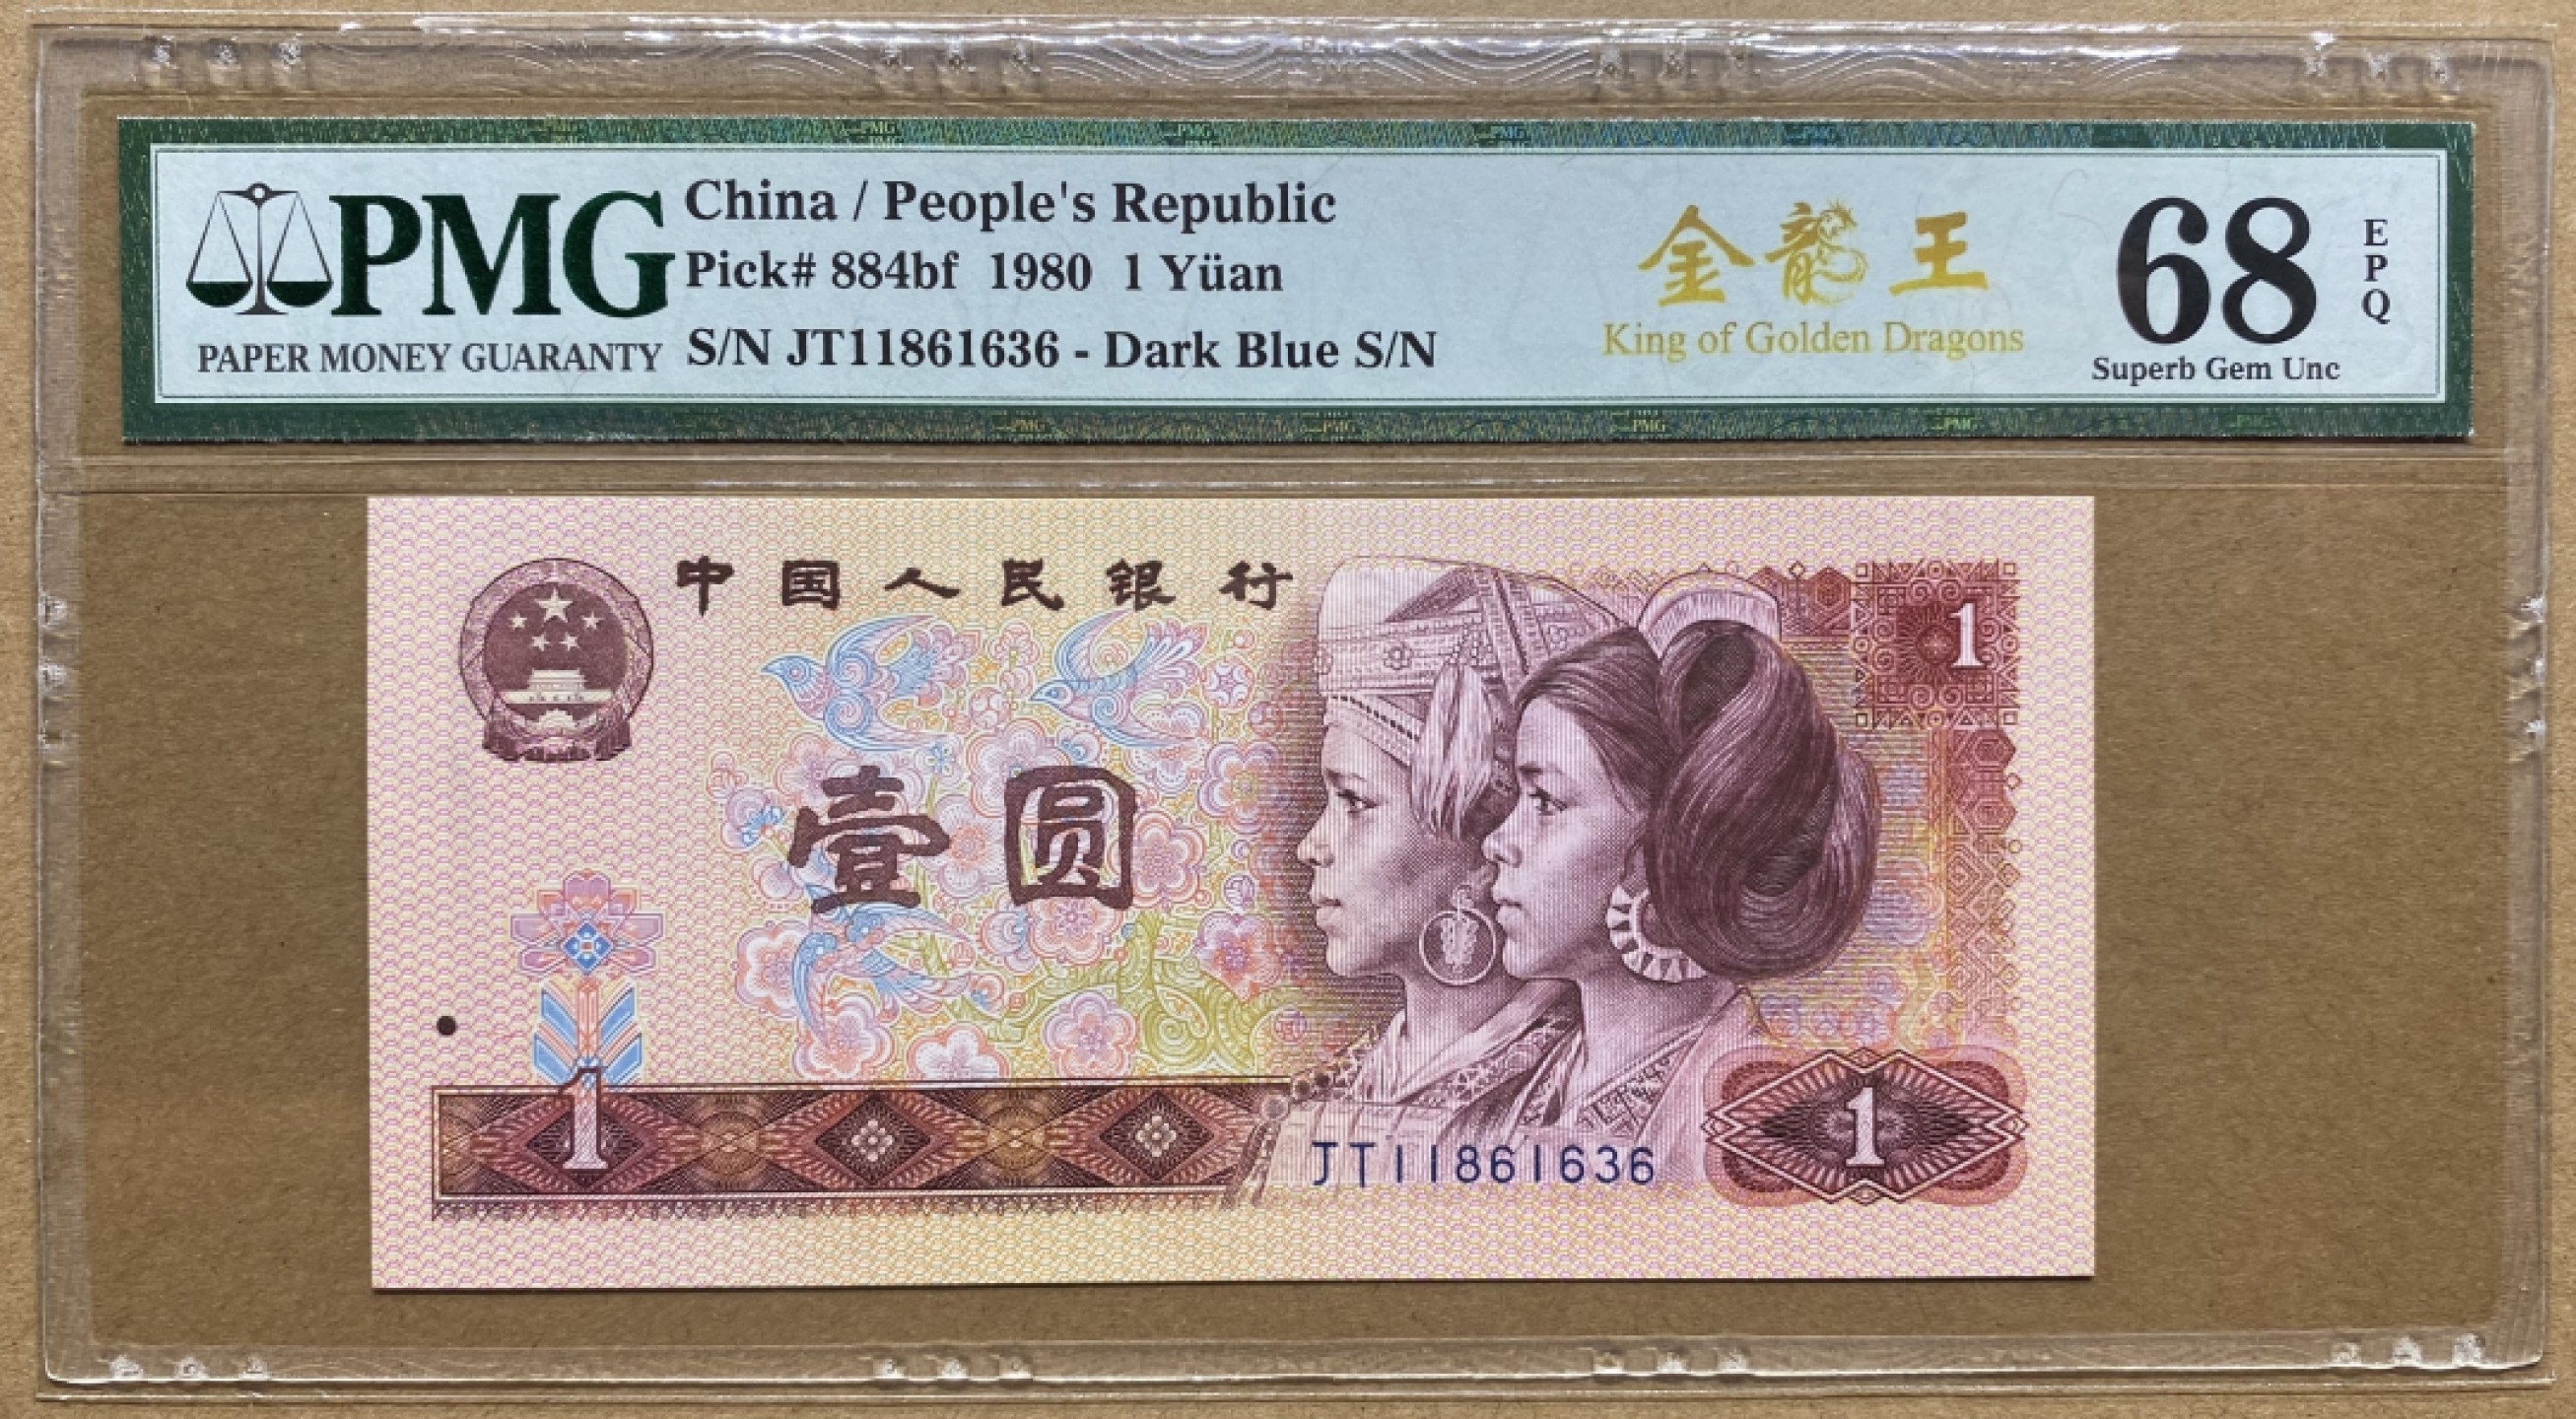 PMG
PAPER MONEY GUARANTY
China / People's Republic
Pick# 884bf 1980 1 Yüan
S/N JT11861636 - Dark Blue S/N
金龍王
King of Golden Dragons
68
EPQ
Superb Gem Unc
中国人民银行
1
壹圆
1
JT11861636
1